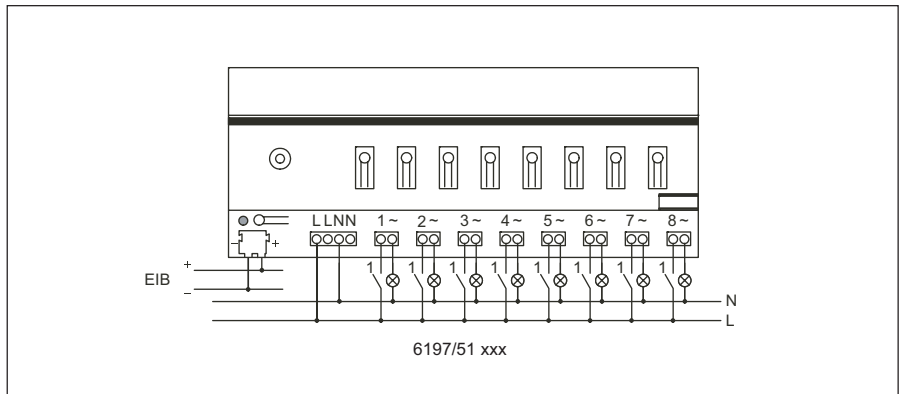 LLNN 1 ~ 2 ~ 3 ~ 4 ~ 5 ~ 6 ~ 7 ~ 8 ~
– +
1 1 1 1 1 1 1 1
+
EIB
–
N
L
6197/51 xxx